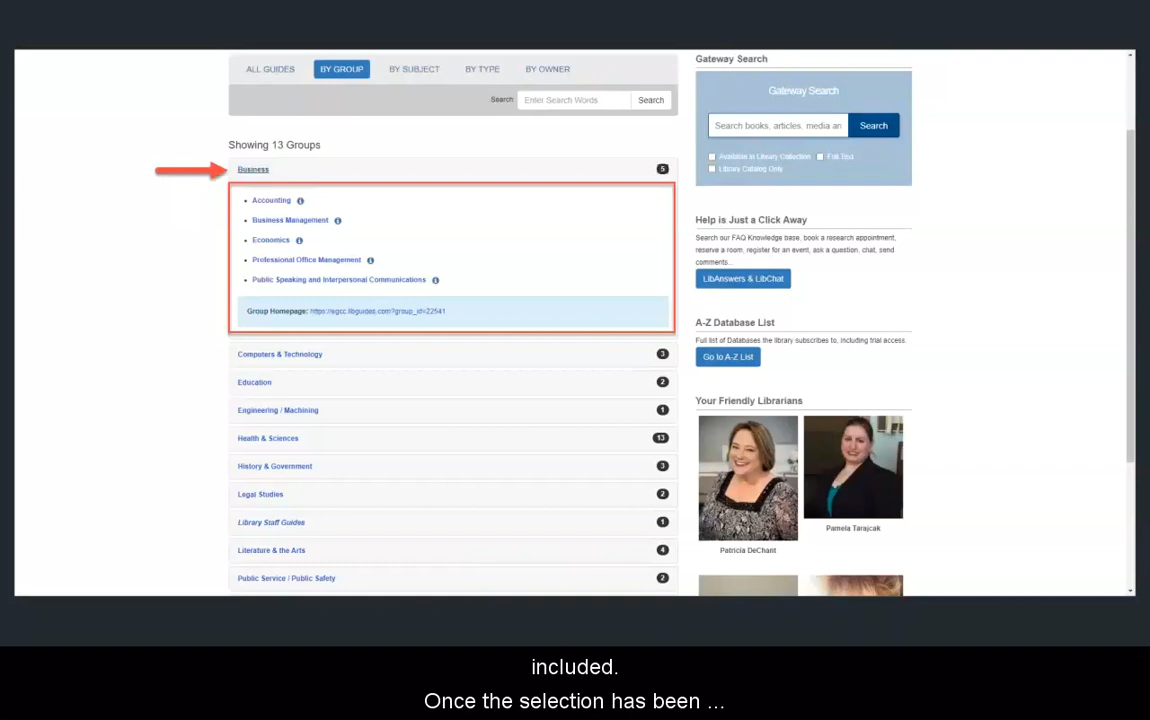 ALL GUIDES BY GROUP BY SUBJECT BY TYPE BY OWNER
Search Enter Search Words Search
Showing 13 Groups
Business 5
Accounting
Business Management
Economics
Professional Office Management
Public Speaking and Interpersonal Communications
Group Homepage: https://egcc.libguides.com?group_id=22541
Computers & Technology 3
Education 2
Engineering / Machining 1
Health & Sciences 13
History & Government 3
Legal Studies 2
Library Staff Guides 1
Literature & the Arts 4
Public Service / Public Safety 2
Gateway Search
Gateway Search
Search books, articles, media an Search
Available in Library Collection Full Text
Library Catalog Only
Help is Just a Click Away
Search our FAQ Knowledge base, book a research appointment,
reserve a room, register for an event, ask a question, chat, send
comments...
LibAnswers & LibChat
A-Z Database List
Full list of Databases the library subscribes to, including trial access.
Go to A-Z List
Your Friendly Librarians
Pamela Tarajcak
Patricia DeChant
included.
Once the selection has been ...